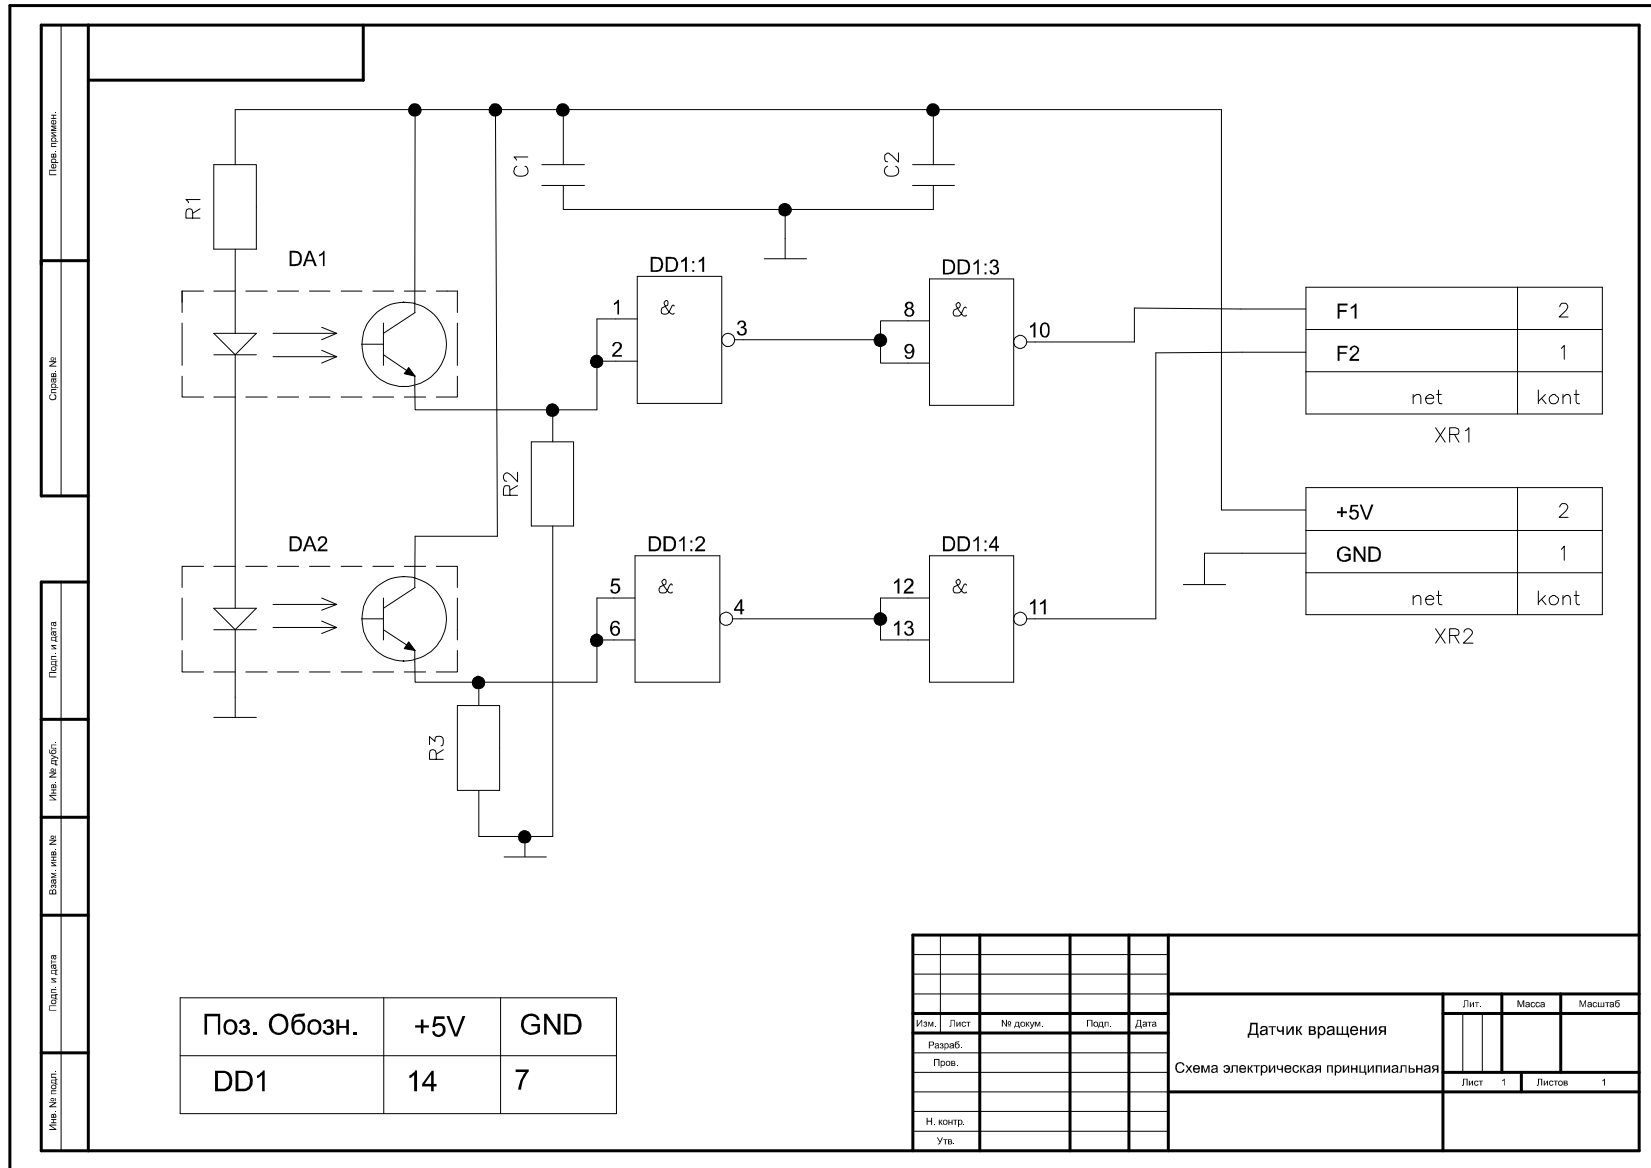 Перв. примен.
Справ. №
Подп. и дата
Инв. № дубл.
Взам. инв. №
Подп. и дата
Инв. № подл.
R1
DA1
C1
C2
DD1:1
&
1
2
3
DD1:3
&
8
9
10
F1 2
F2 1
net kont
XR1
R2
DA2
DD1:2
&
5
6
4
DD1:4
&
12
13
11
+5V 2
GND 1
net kont
XR2
R3
Поз. Обозн. +5V GND
DD1 14 7
Изм. Лист № докум. Подп. Дата
Разраб.
Пров.
Н. контр.
Утв.
Датчик вращения
Схема электрическая принципиальная
Лит. Масса Масштаб
Лист 1 Листов 1